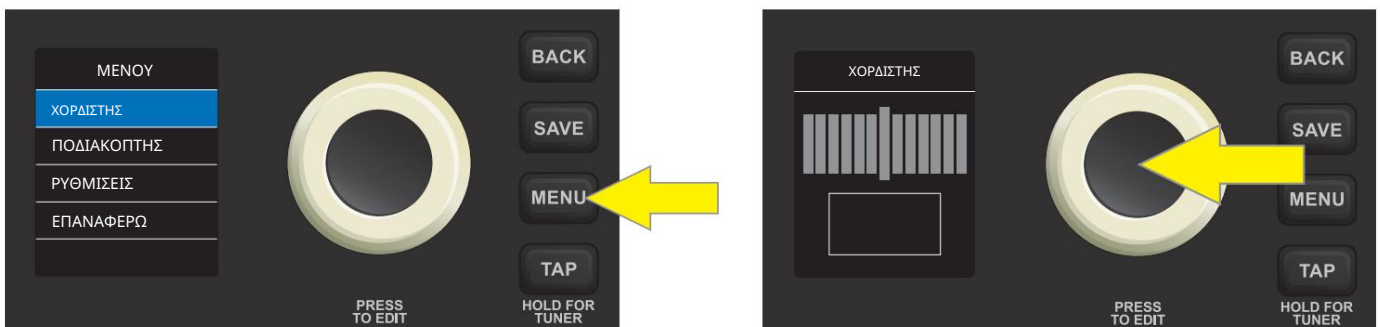 ΜΕΝΟΥ
ΧΟΡΔΙΣΤΗΣ
ΠΟΔΙΑΚΟΠΤΗΣ
ΡΥΘΜΙΣΕΙΣ
ΕΠΑΝΑΦΕΡΩ
BACK
SAVE
MENU
TAP
PRESS
TO EDIT
HOLD FOR
TUNER
ΧΟΡΔΙΣΤΗΣ
BACK
SAVE
MENU
TAP
PRESS
TO EDIT
HOLD FOR
TUNER